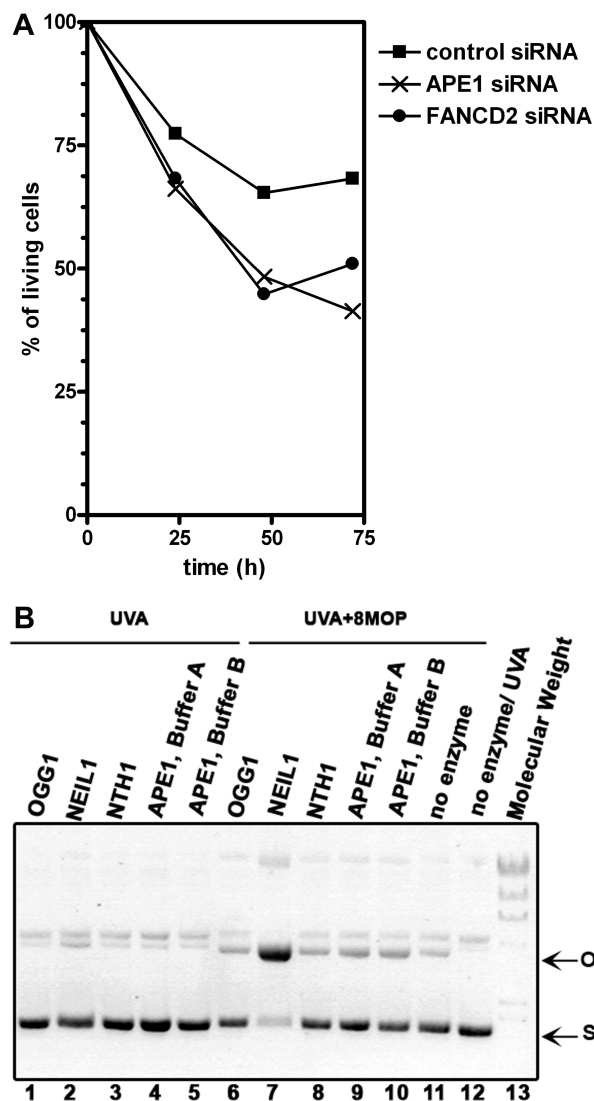 A
100
75
50
25
0
% of living cells
0 25 50 75
time (h)
control siRNA
APE1 siRNA
FANCD2 siRNA
B
UVA
UVA+8MOP
OGG1
NEIL1
NTH1
APE1, Buffer A
APE1, Buffer B
OGG1
NEIL1
NTH1
APE1, Buffer A
APE1, Buffer B
no enzyme
no enzyme/ UVA
Molecular Weight
O
S
1 2 3 4 5 6 7 8 9 10 11 12 13